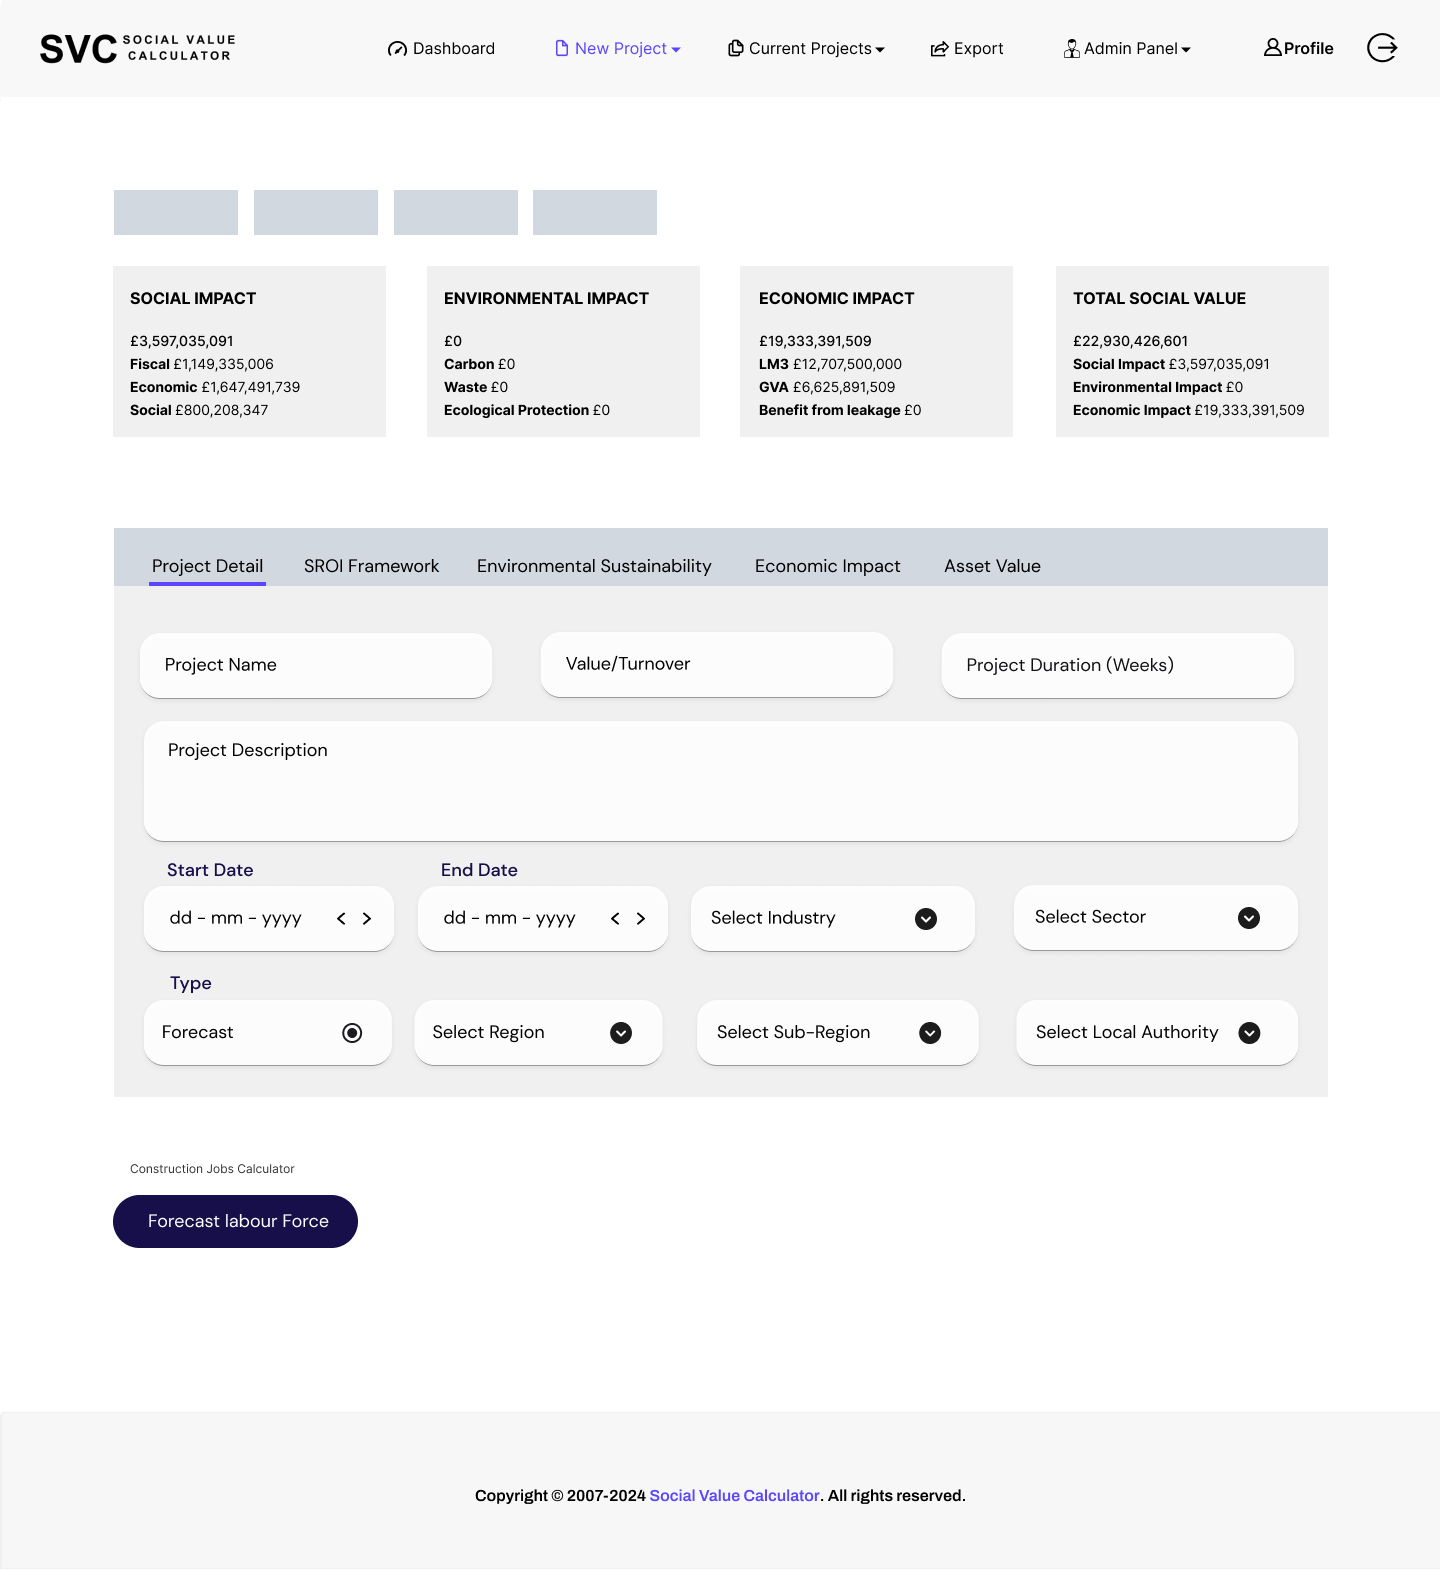 SVC SOCIAL VALUE
CALCULATOR
Dashboard
New Project
Current Projects
Export
Admin Panel
Profile
SOCIAL IMPACT
£3,597,035,091
Fiscal £1,149,335,006
Economic £1,647,491,739
Social £800,208,347
ENVIRONMENTAL IMPACT
£0
Carbon £0
Waste £0
Ecological Protection £0
ECONOMIC IMPACT
£19,333,391,509
LM3 £12,707,500,000
GVA £6,625,891,509
Benefit from leakage £0
TOTAL SOCIAL VALUE
£22,930,426,601
Social Impact £3,597,035,091
Environmental Impact £0
Economic Impact £19,333,391,509
Project Detail
SROI Framework
Environmental Sustainability
Economic Impact
Asset Value
Project Name
Value/Turnover
Project Duration (Weeks)
Project Description
Start Date
End Date
dd - mm - yyyy
dd - mm - yyyy
Select Industry
Select Sector
Type
Forecast
Select Region
Select Sub-Region
Select Local Authority
Construction Jobs Calculator
Forecast labour Force
Copyright © 2007-2024 Social Value Calculator. All rights reserved.